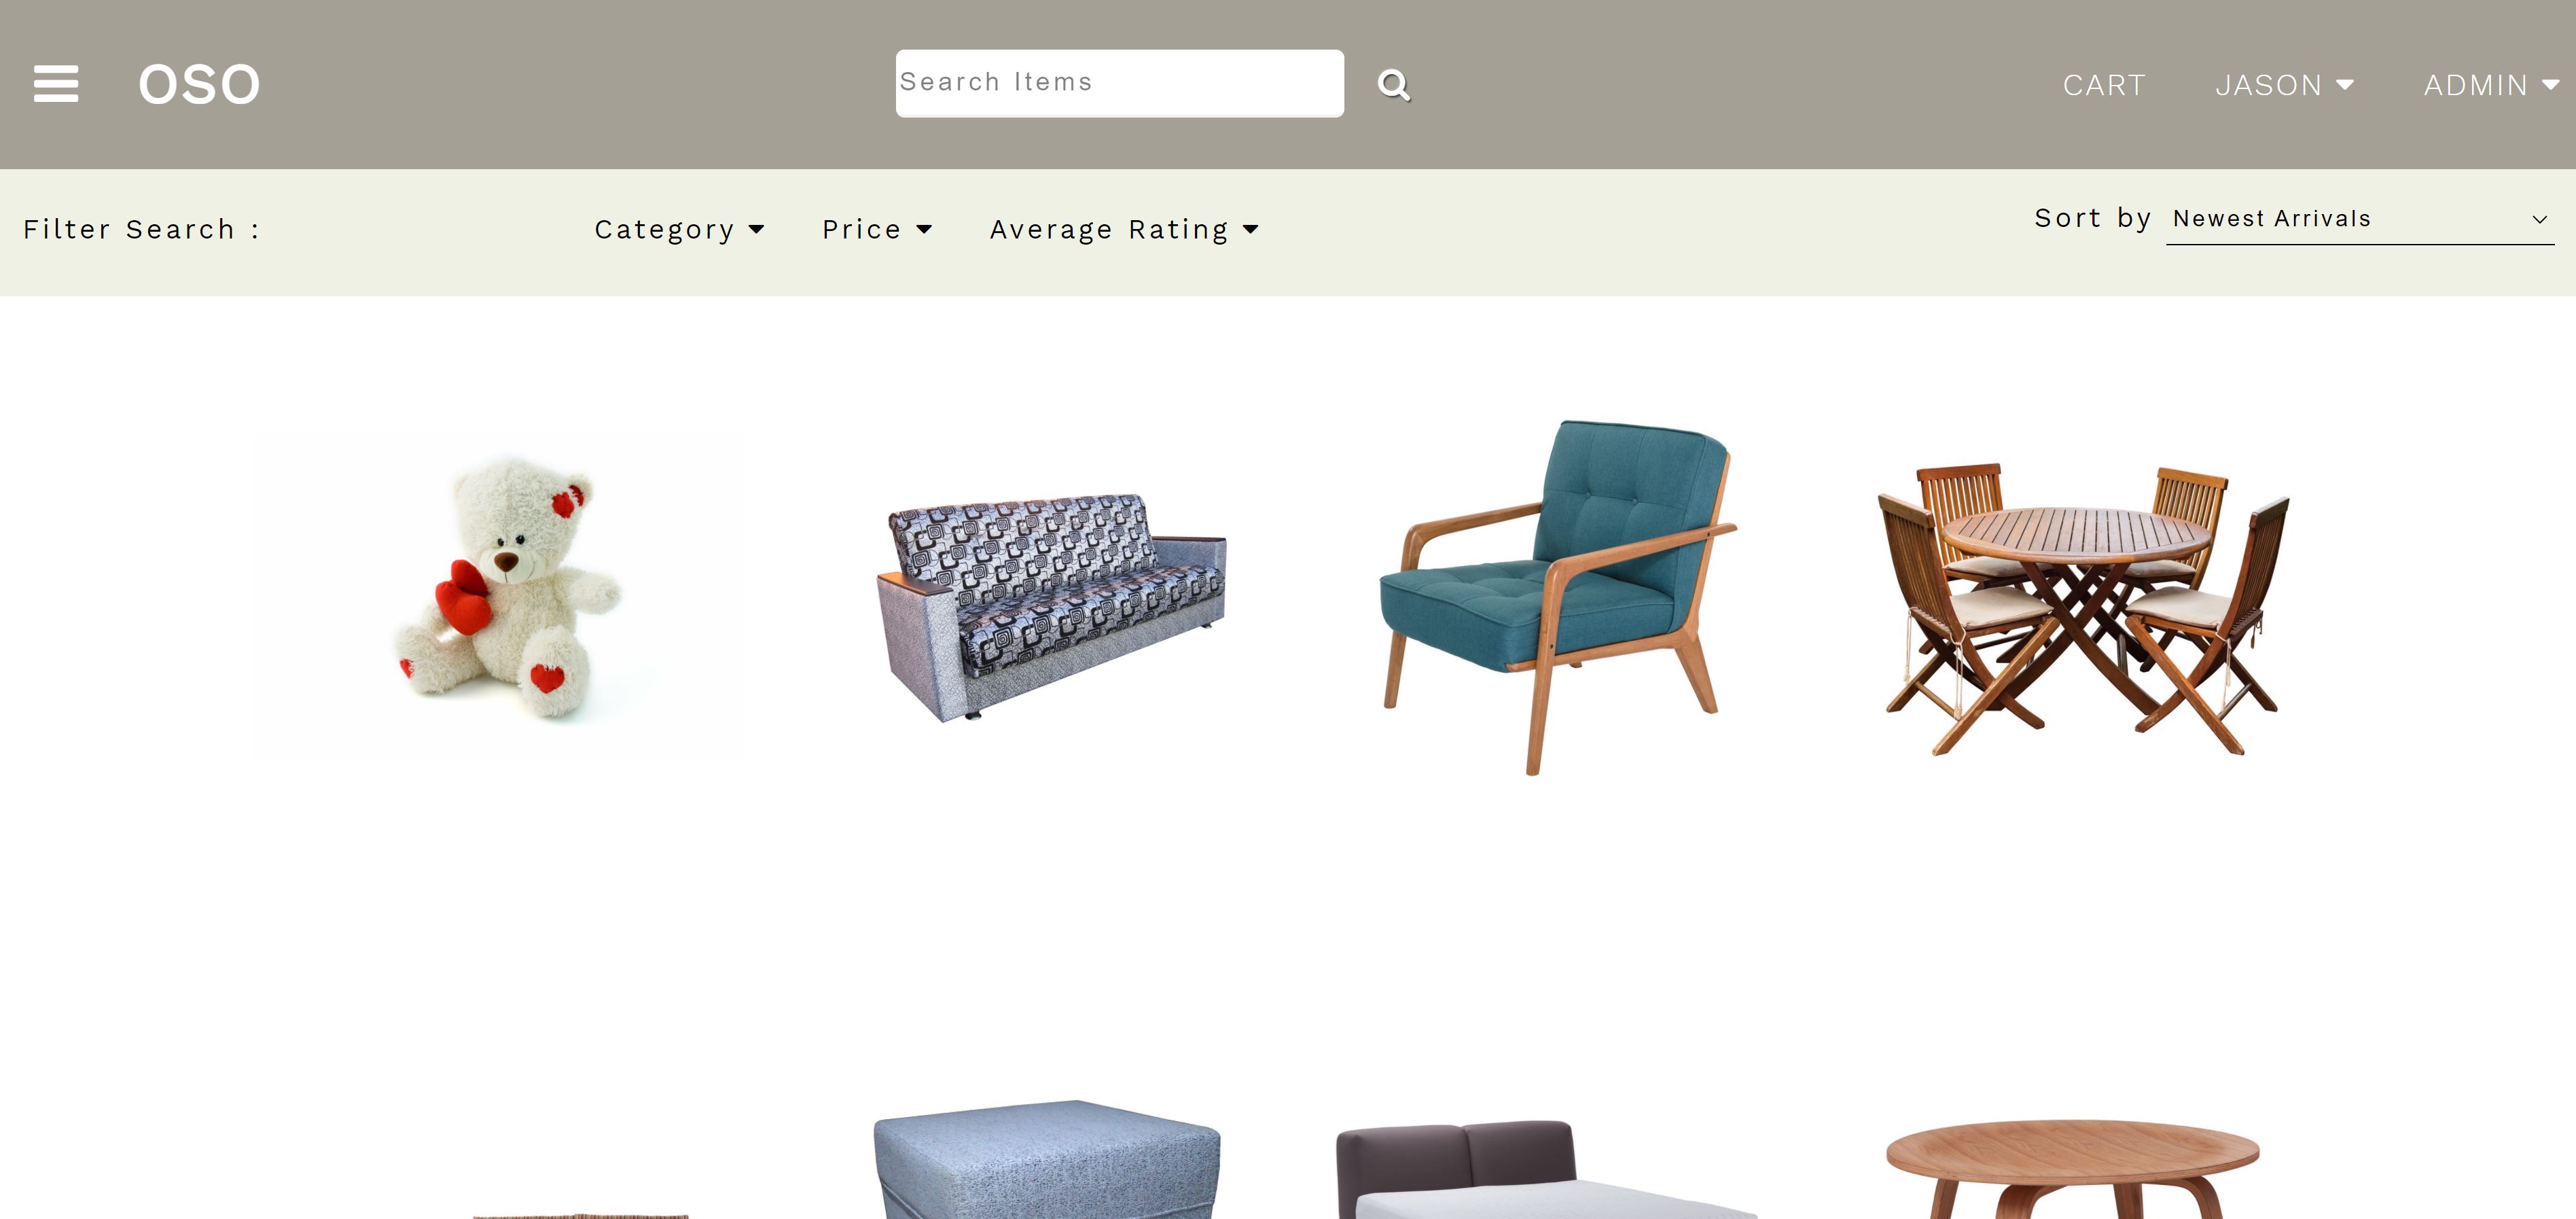 OSO
Search Items
CART
JASON
ADMIN
Filter Search :
Category
Price
Average Rating
Sort by
Newest Arrivals